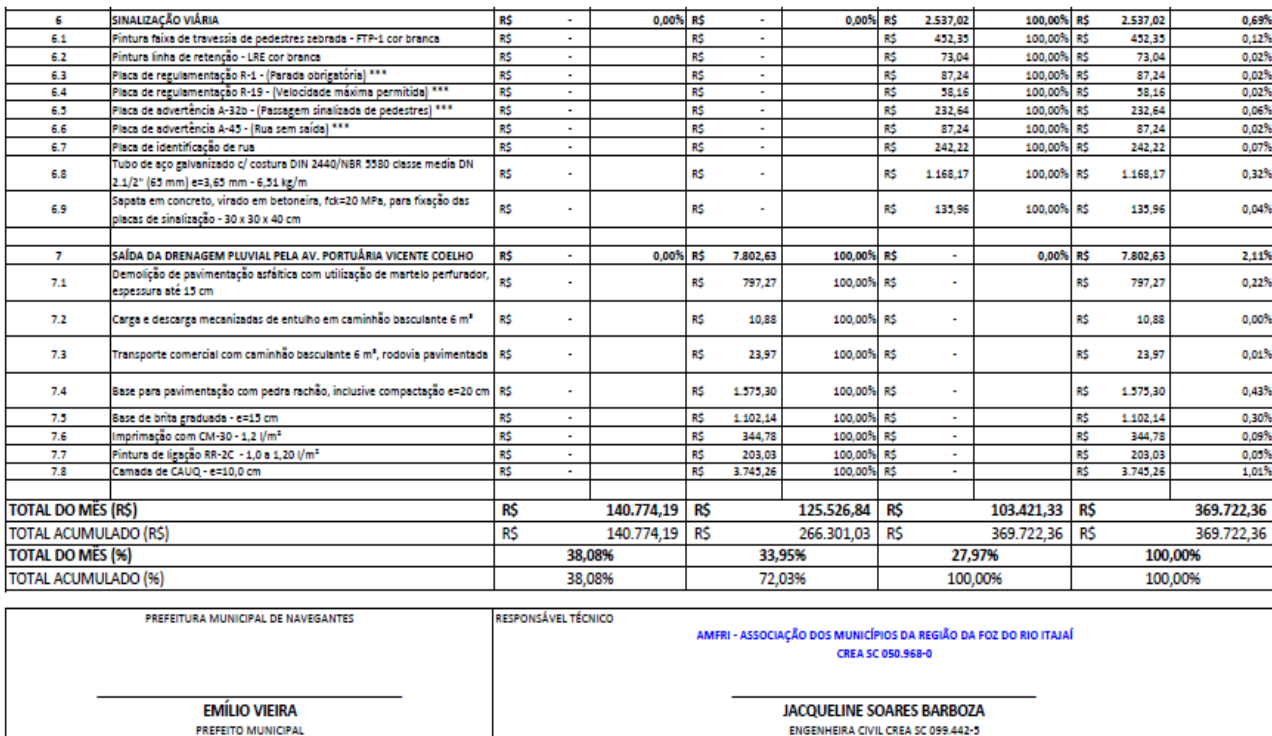 6 SINALIZAÇÃO VIÁRIA R$ - 0,00% R$ - 0,00% R$ 2.537,02 100,00% R$ 2.537,02 0,69%
6.1 Pintura faixa de travessia de pedestres zebrada - FTP-1 cor branca R$ - R$ - R$ 452,35 100,00% R$ 452,35 0,12%
6.2 Pintura linha de retenção - LRE cor branca R$ - R$ - R$ 73,04 100,00% R$ 73,04 0,02%
6.3 Placa de regulamentação R-1 - (Parada obrigatória) *** R$ - R$ - R$ 87,24 100,00% R$ 87,24 0,02%
6.4 Placa de regulamentação R-19 - (Velocidade máxima permitida) *** R$ - R$ - R$ 58,16 100,00% R$ 58,16 0,02%
6.5 Placa de advertência A-32b - (Passagem sinalizada de pedestres) *** R$ - R$ - R$ 232,64 100,00% R$ 232,64 0,06%
6.6 Placa de advertência A-45 - (Rua sem saída) *** R$ - R$ - R$ 87,24 100,00% R$ 87,24 0,02%
6.7 Placa de identificação de rua R$ - R$ - R$ 242,22 100,00% R$ 242,22 0,07%
Tubo de aço galvanizado c/ costura DIN 2440/NBR 5580 classe media DN
6.8 2.1/2" (65 mm) e=3,65 mm - 6,51 kg/m R$ - R$ - R$ 1.168,17 100,00% R$ 1.168,17 0,32%
Sapata em concreto, virado em betoneira, fck=20 MPa, para fixação das
6.9 placas de sinalização - 30 x 30 x 40 cm R$ - R$ - R$ 135,96 100,00% R$ 135,96 0,04%
7 SAÍDA DA DRENAGEM PLUVIAL PELA AV. PORTUÁRIA VICENTE COELHO R$ - 0,00% R$ 7.802,63 100,00% R$ - 0,00% R$ 7.802,63 2,11%
Demolição de pavimentação asfáltica com utilização de martelo perfurador,
7.1 espessura até 15 cm R$ - R$ 797,27 100,00% R$ - R$ 797,27 0,22%
7.2 Carga e descarga mecanizadas de entulho em caminhão basculante 6 m³ R$ - R$ 10,88 100,00% R$ - R$ 10,88 0,00%
7.3 Transporte comercial com caminhão basculante 6 m³, rodovia pavimentada R$ - R$ 23,97 100,00% R$ - R$ 23,97 0,01%
7.4 Base para pavimentação com pedra rachão, inclusive compactação e=20 cm R$ - R$ 1.575,30 100,00% R$ - R$ 1.575,30 0,43%
7.5 Base de brita graduada - e=15 cm R$ - R$ 1.102,14 100,00% R$ - R$ 1.102,14 0,30%
7.6 Imprimação com CM-30 - 1,2 l/m² R$ - R$ 344,78 100,00% R$ - R$ 344,78 0,09%
7.7 Pintura de ligação RR-2C - 1,0 a 1,20 l/m² R$ - R$ 203,03 100,00% R$ - R$ 203,03 0,05%
7.8 Camada de CAUQ - e=10,0 cm R$ - R$ 3.745,26 100,00% R$ - R$ 3.745,26 1,01%
TOTAL DO MÊS (R$) R$ 140.774,19 R$ 125.526,84 R$ 103.421,33 R$ 369.722,36
TOTAL ACUMULADO (R$) R$ 140.774,19 R$ 266.301,03 R$ 369.722,36 R$ 369.722,36
TOTAL DO MÊS (%) 38,08% 33,95% 27,97% 100,00%
TOTAL ACUMULADO (%) 38,08% 72,03% 100,00% 100,00%
PREFEITURA MUNICIPAL DE NAVEGANTES RESPONSÁVEL TÉCNICO
AMFRI - ASSOCIAÇÃO DOS MUNICÍPIOS DA REGIÃO DA FOZ DO RIO ITAJAÍ
CREA SC 050.968-0
EMÍLIO VIEIRA JACQUELINE SOARES BARBOZA
PREFEITO MUNICIPAL ENGENHEIRA CIVIL CREA SC 099.442-5